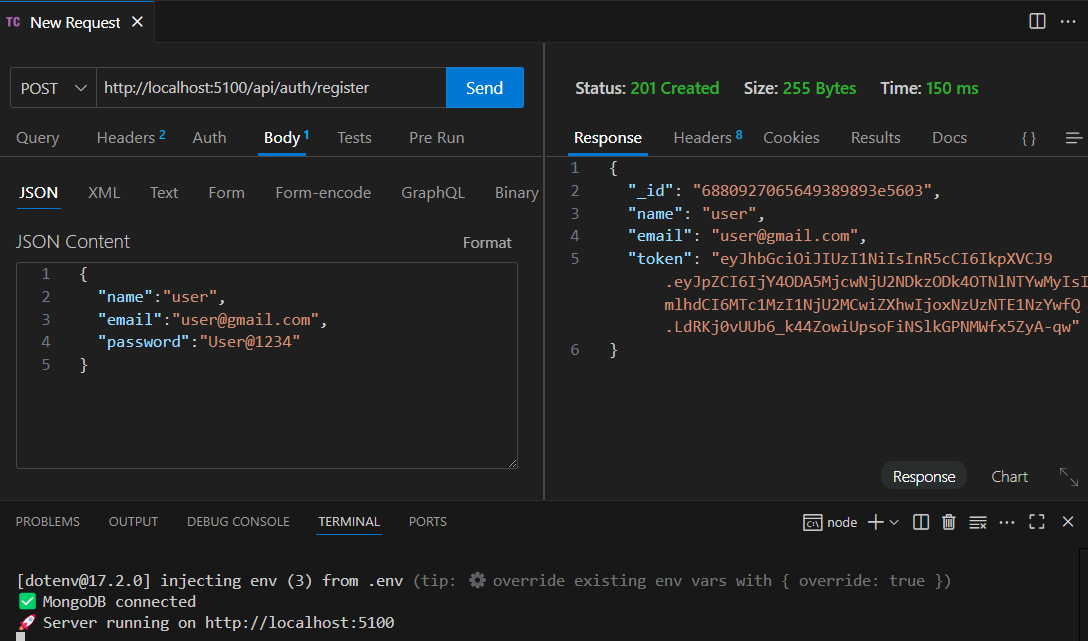 TC New Request
POST http://localhost:5100/api/auth/register Send
Query Headers 2 Auth Body 1 Tests Pre Run
JSON XML Text Form Form-encode GraphQL Binary
JSON Content Format
1 {
2 "name":"user",
3 "email":"user@gmail.com",
4 "password":"User@1234"
5 }
Status: 201 Created Size: 255 Bytes Time: 150 ms
Response Headers 8 Cookies Results Docs { }
1 {
2 "_id": "6880927065649389893e5603",
3 "name": "user",
4 "email": "user@gmail.com",
5 "token": "eyJhbGciOiJIUzI1NiIsInR5cCI6IkpXVCJ9
.eyJpZCI6IjY4ODA5MjcwNjU2NDkzODk4OTNlNTYwMyIsI
mlhdCI6MTc1MzI1NjU2MCwiZXhwIjoxNzUzNTE1NzYwfQ
.LdRKj0vUUb6_k44ZowiUpsoFiNSlkGPNMWfx5ZyA-qw"
6 }
Response Chart
PROBLEMS OUTPUT DEBUG CONSOLE TERMINAL PORTS node
[dotenv@17.2.0] injecting env (3) from .env (tip: ⚙️ override existing env vars with { override: true })
✅ MongoDB connected
🚀 Server running on http://localhost:5100